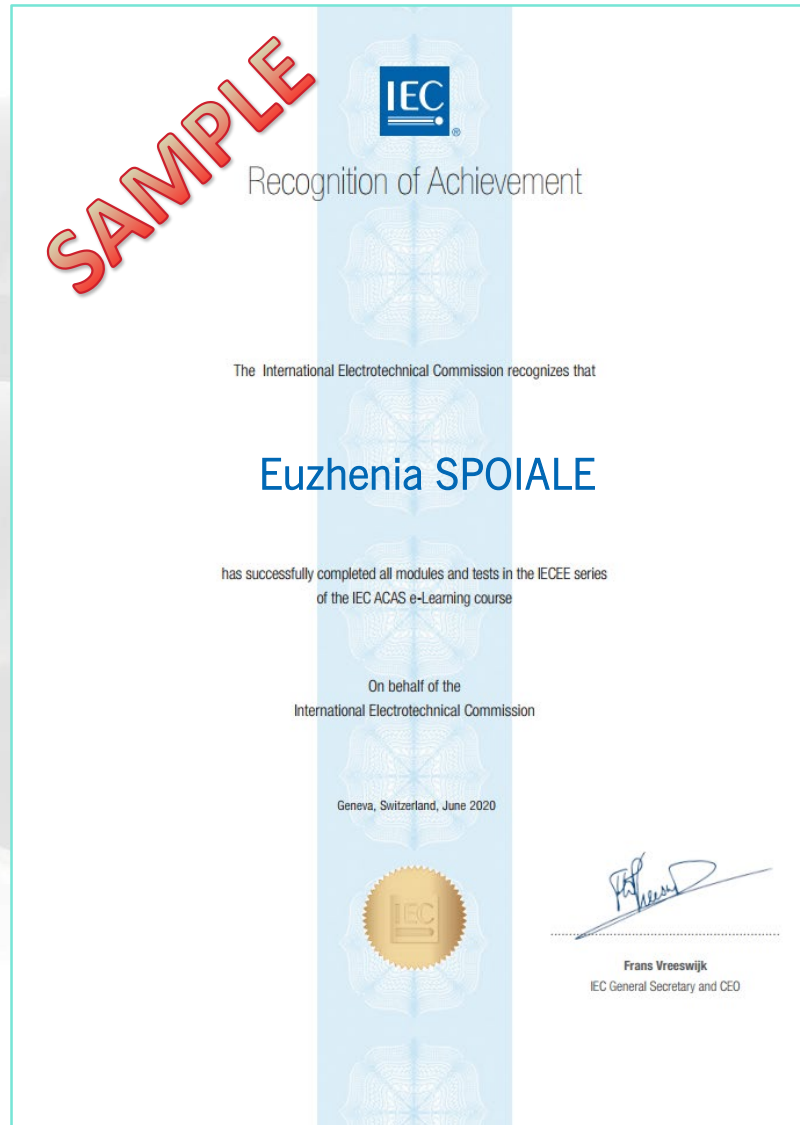 SAMPLE
IEC
®
Recognition of Achievement
The International Electrotechnical Commission recognizes that
Euzhenia SPOIALE
has successfully completed all modules and tests in the IECEE series
of the IEC ACAS e-Learning course
On behalf of the
International Electrotechnical Commission
Geneva, Switzerland, June 2020
IEC
Frans Vreeswijk
IEC General Secretary and CEO